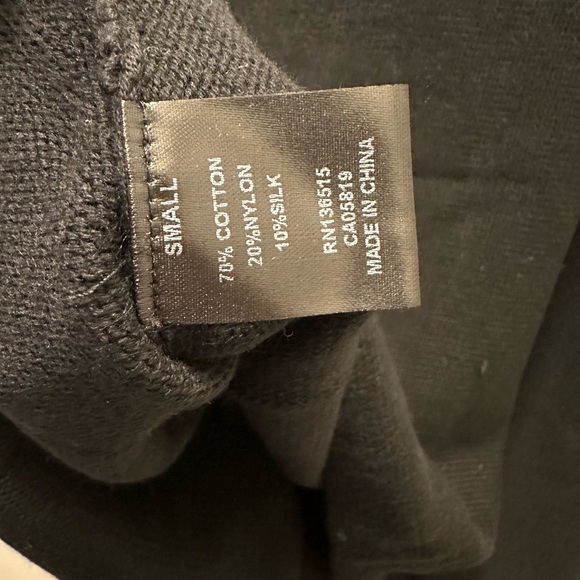 SMALL
70% COTTON
20%NYLON
10%SILK
RN136515
CA05819
MADE IN CHINA